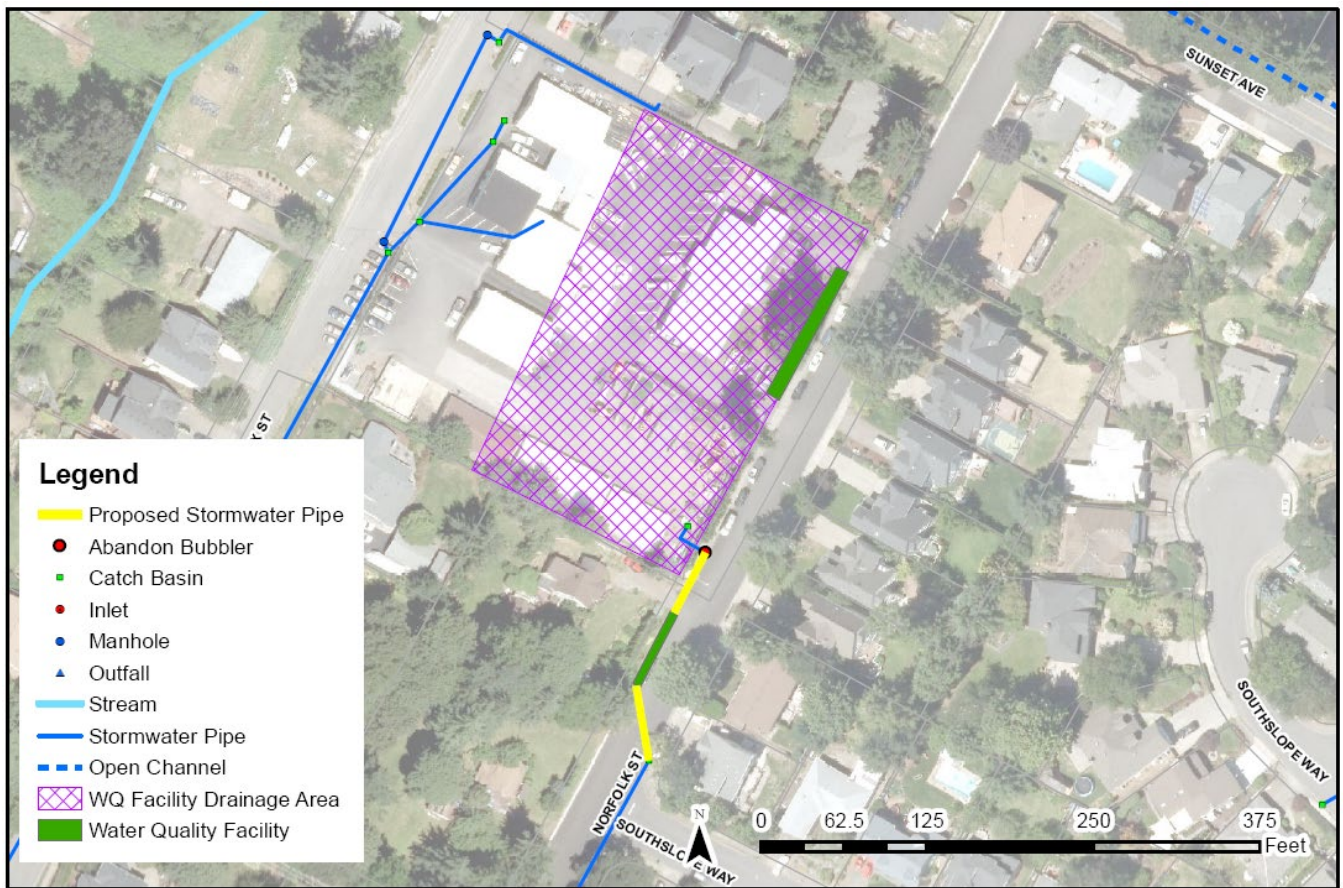 SUNSET AVE
K ST
Legend
Proposed Stormwater Pipe
Abandon Bubbler
Catch Basin
Inlet
Manhole
Outfall
Stream
Stormwater Pipe
Open Channel
WQ Facility Drainage Area
Water Quality Facility
NORFOLK ST
SOUTHSLOPE WAY
SOUTHSLOPE WAY
N
0 62.5 125 250 375
Feet